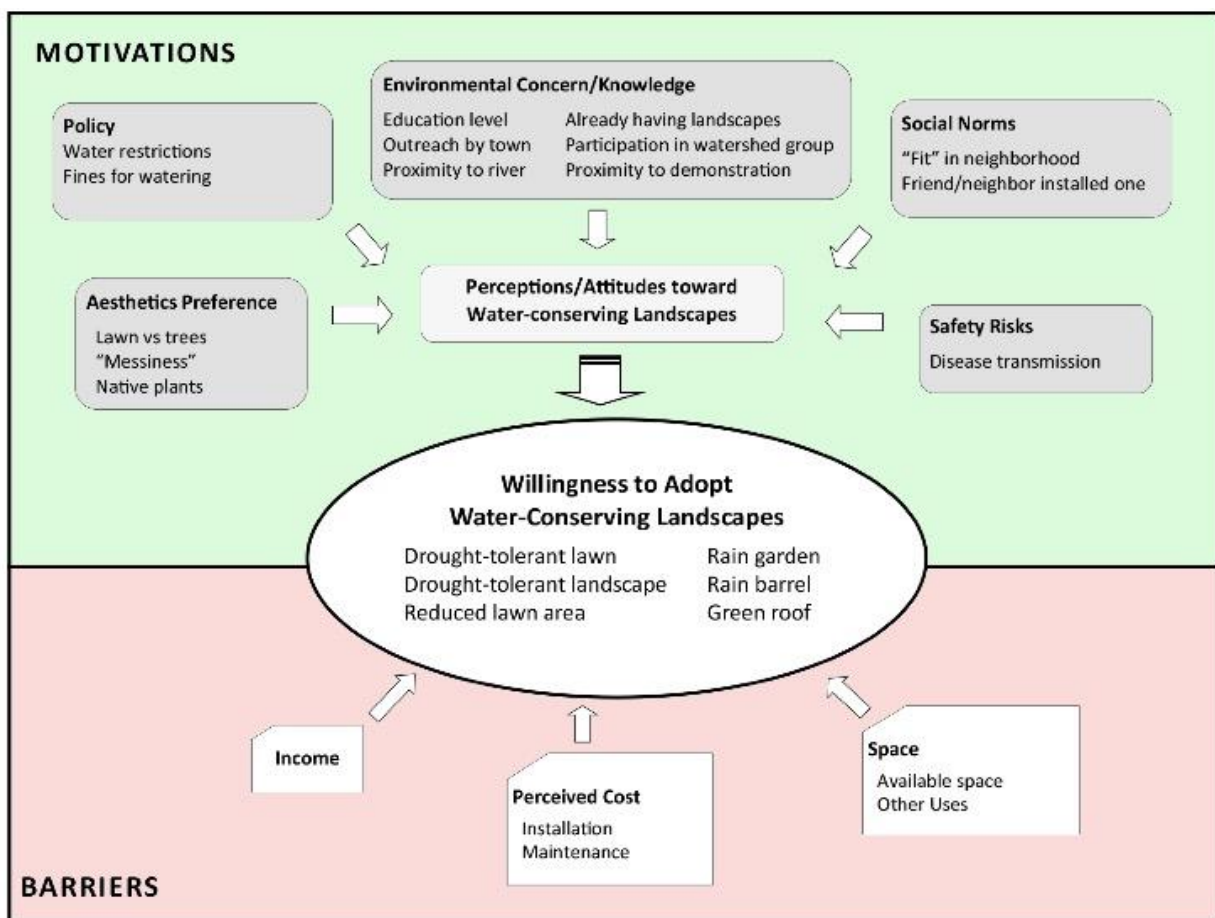 MOTIVATIONS
Policy
Water restrictions
Fines for watering
Environmental Concern/Knowledge
Education level
Outreach by town
Proximity to river
Already having landscapes
Participation in watershed group
Proximity to demonstration
Social Norms
“Fit” in neighborhood
Friend/neighbor installed one
Aesthetics Preference
Lawn vs trees
“Messiness”
Native plants
Perceptions/Attitudes toward
Water-conserving Landscapes
Safety Risks
Disease transmission
Willingness to Adopt
Water-Conserving Landscapes
Drought-tolerant lawn
Drought-tolerant landscape
Reduced lawn area
Rain garden
Rain barrel
Green roof
Income
Perceived Cost
Installation
Maintenance
Space
Available space
Other Uses
BARRIERS